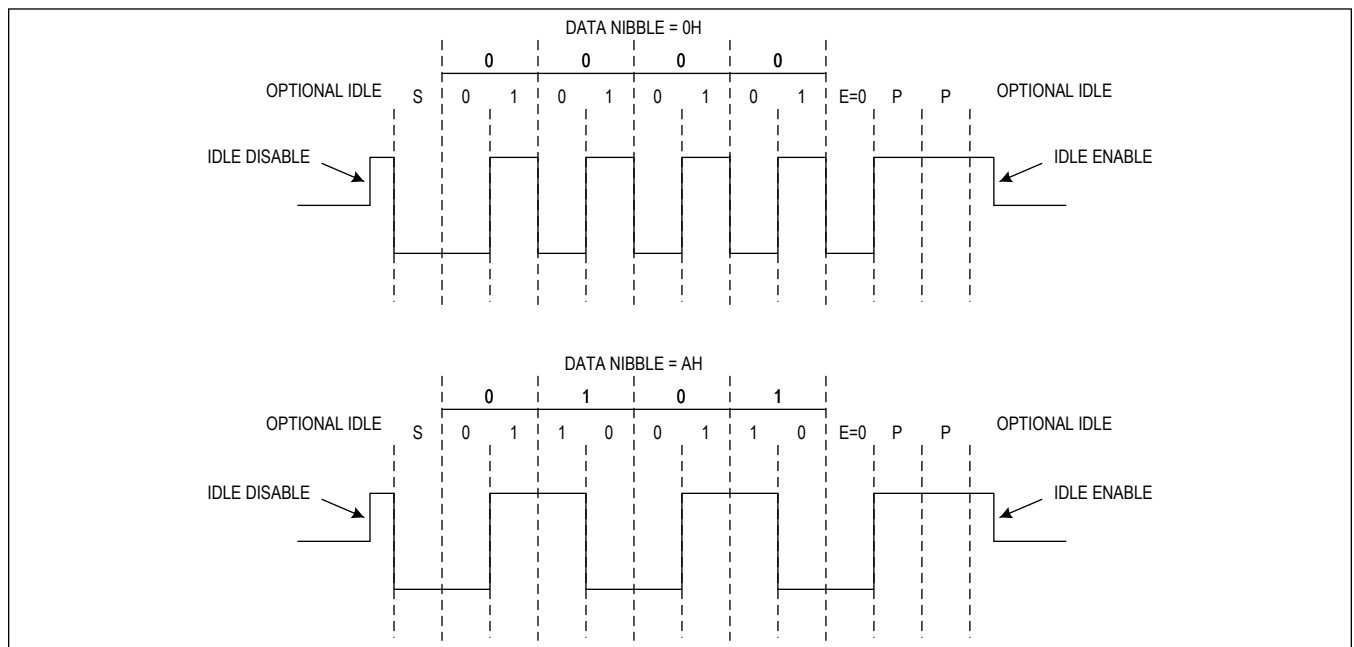 DATA NIBBLE = 0H
0 0 0 0
OPTIONAL IDLE S 0 1 0 1 0 1 0 1 E=0 P P OPTIONAL IDLE
IDLE DISABLE IDLE ENABLE
DATA NIBBLE = AH
0 1 0 1
OPTIONAL IDLE S 0 1 1 0 0 1 1 0 E=0 P P OPTIONAL IDLE
IDLE DISABLE IDLE ENABLE